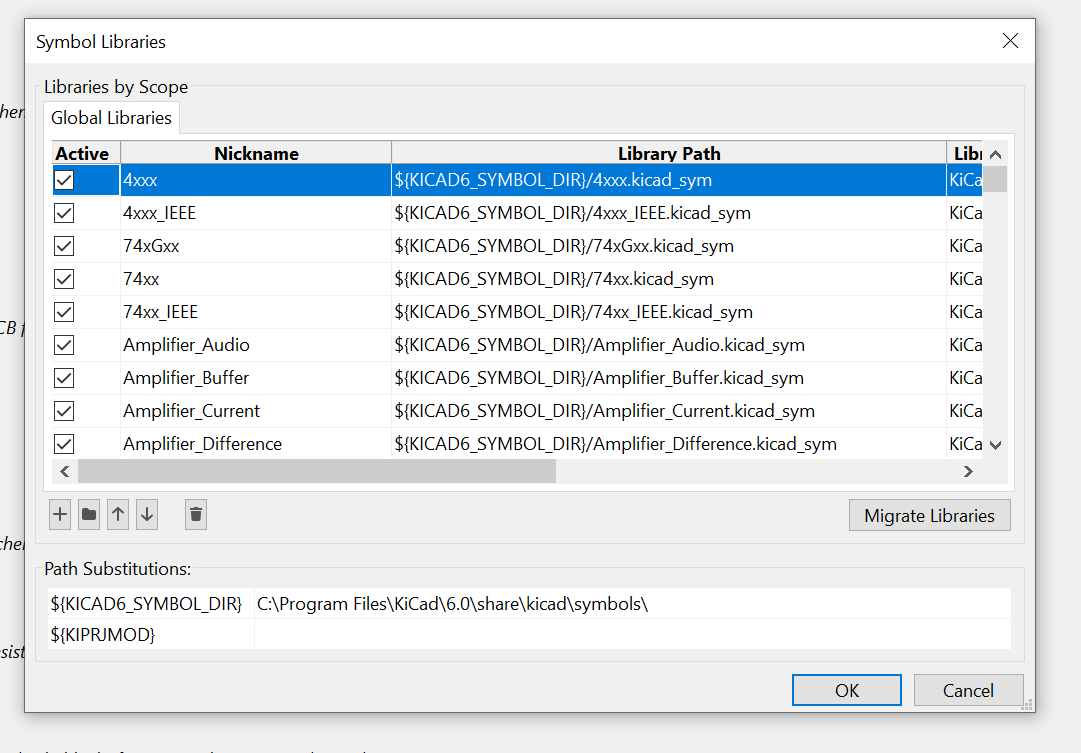 Symbol Libraries
Libraries by Scope
Global Libraries
Active Nickname Library Path Libr
4xxx ${KICAD6_SYMBOL_DIR}/4xxx.kicad_sym KiCa
4xxx_IEEE ${KICAD6_SYMBOL_DIR}/4xxx_IEEE.kicad_sym KiCa
74xGxx ${KICAD6_SYMBOL_DIR}/74xGxx.kicad_sym KiCa
74xx ${KICAD6_SYMBOL_DIR}/74xx.kicad_sym KiCa
74xx_IEEE ${KICAD6_SYMBOL_DIR}/74xx_IEEE.kicad_sym KiCa
Amplifier_Audio ${KICAD6_SYMBOL_DIR}/Amplifier_Audio.kicad_sym KiCa
Amplifier_Buffer ${KICAD6_SYMBOL_DIR}/Amplifier_Buffer.kicad_sym KiCa
Amplifier_Current ${KICAD6_SYMBOL_DIR}/Amplifier_Current.kicad_sym KiCa
Amplifier_Difference ${KICAD6_SYMBOL_DIR}/Amplifier_Difference.kicad_sym KiCa
Migrate Libraries
Path Substitutions:
${KICAD6_SYMBOL_DIR} C:\Program Files\KiCad\6.0\share\kicad\symbols\
${KIPRJMOD}
OK Cancel